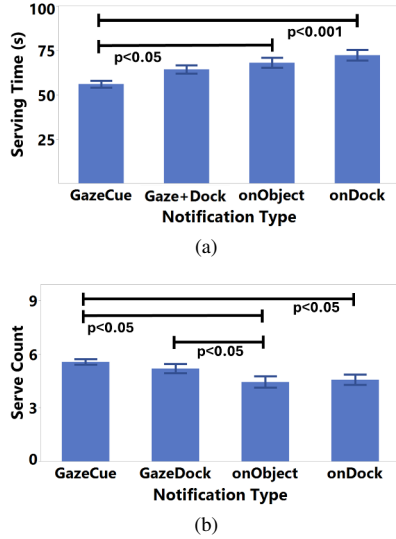 100
p<0.001
75
p<0.05
50
25
Serving Time (s)
GazeCue Gaze+Dock onObject onDock
Notification Type
(a)
9
p<0.05
p<0.05
6
p<0.05
3
0
Serve Count
GazeCue GazeDock onObject onDock
Notification Type
(b)